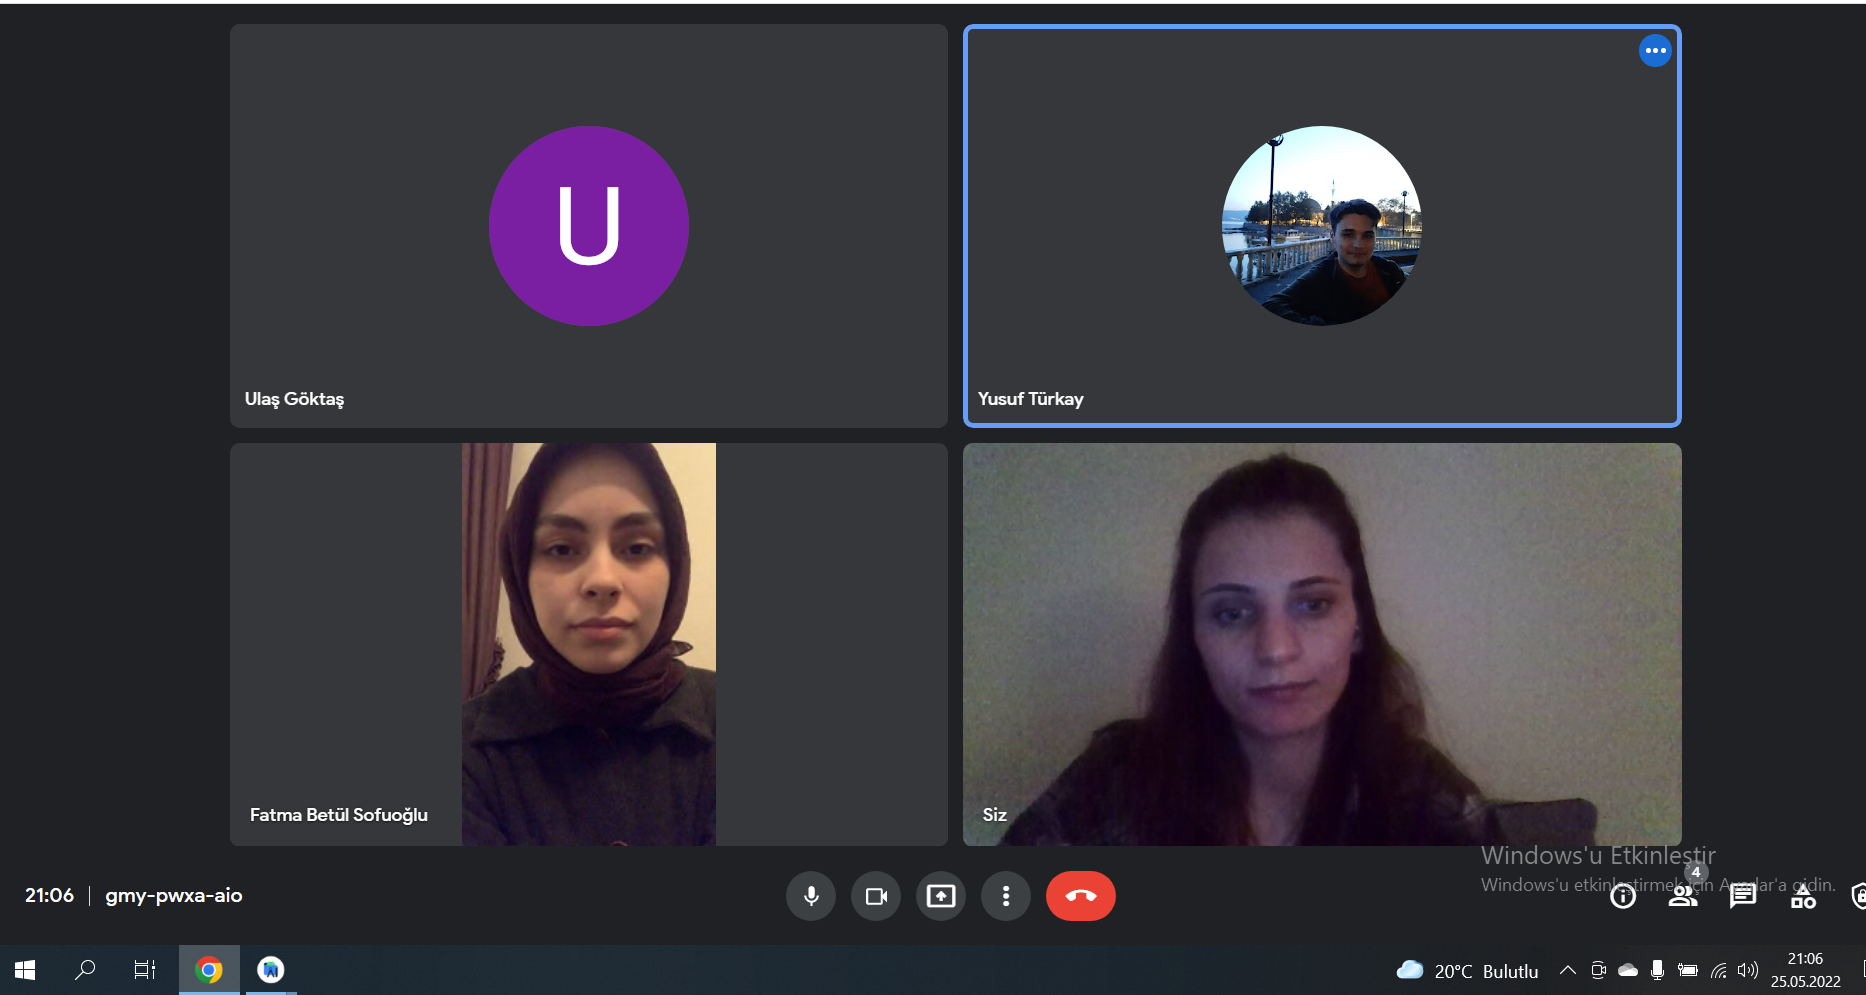 U
Ulaş Göktaş
Yusuf Türkay
Fatma Betül Sofuoğlu
Siz
Windows'u Etkinleştir
Windows'u etkinleştirmek için Ayarlar'a gidin.
4
21:06 | gmy-pwxa-aio
20°C Bulutlu
21:06
25.05.2022